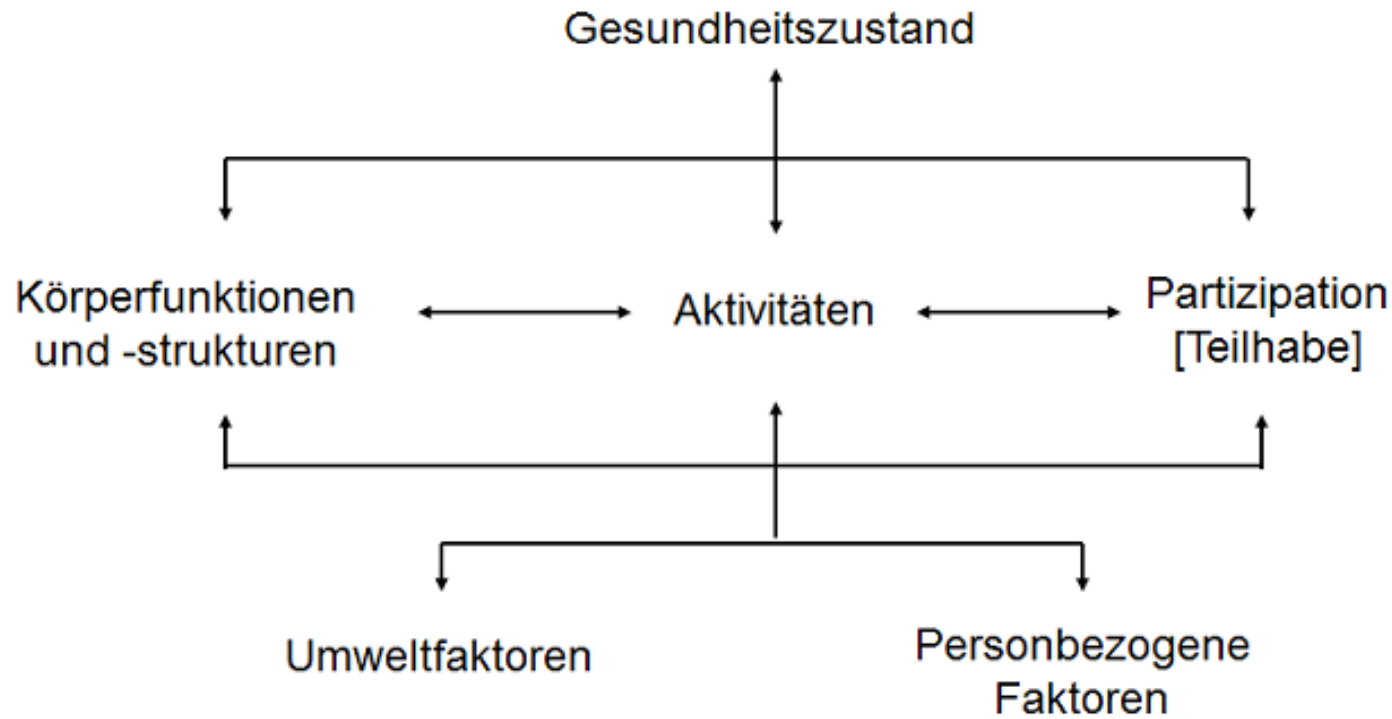 Gesundheitszustand
Körperfunktionen
und -strukturen
Aktivitäten
Partizipation
[Teilhabe]
Umweltfaktoren
Personbezogene
Faktoren